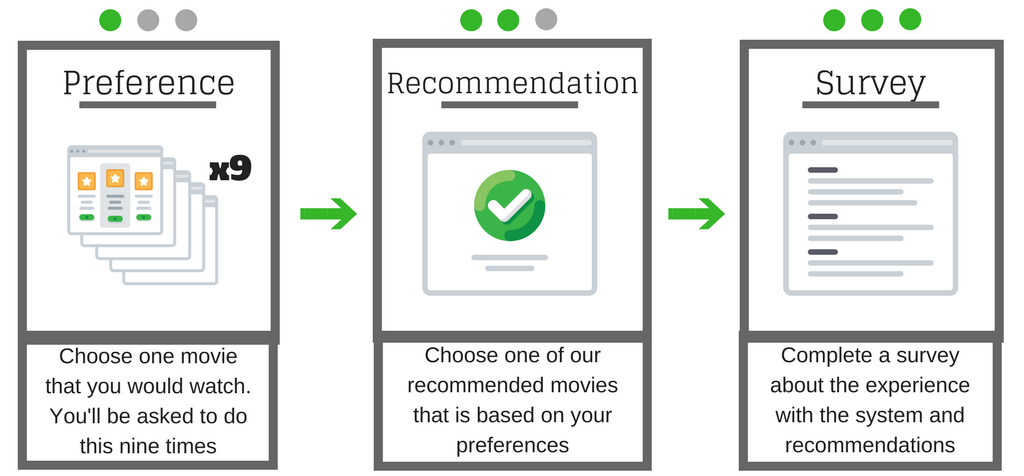 Preference
x9
Choose one movie
that you would watch.
You'll be asked to do
this nine times
Recommendation
Choose one of our
recommended movies
that is based on your
preferences
Survey
Complete a survey
about the experience
with the system and
recommendations